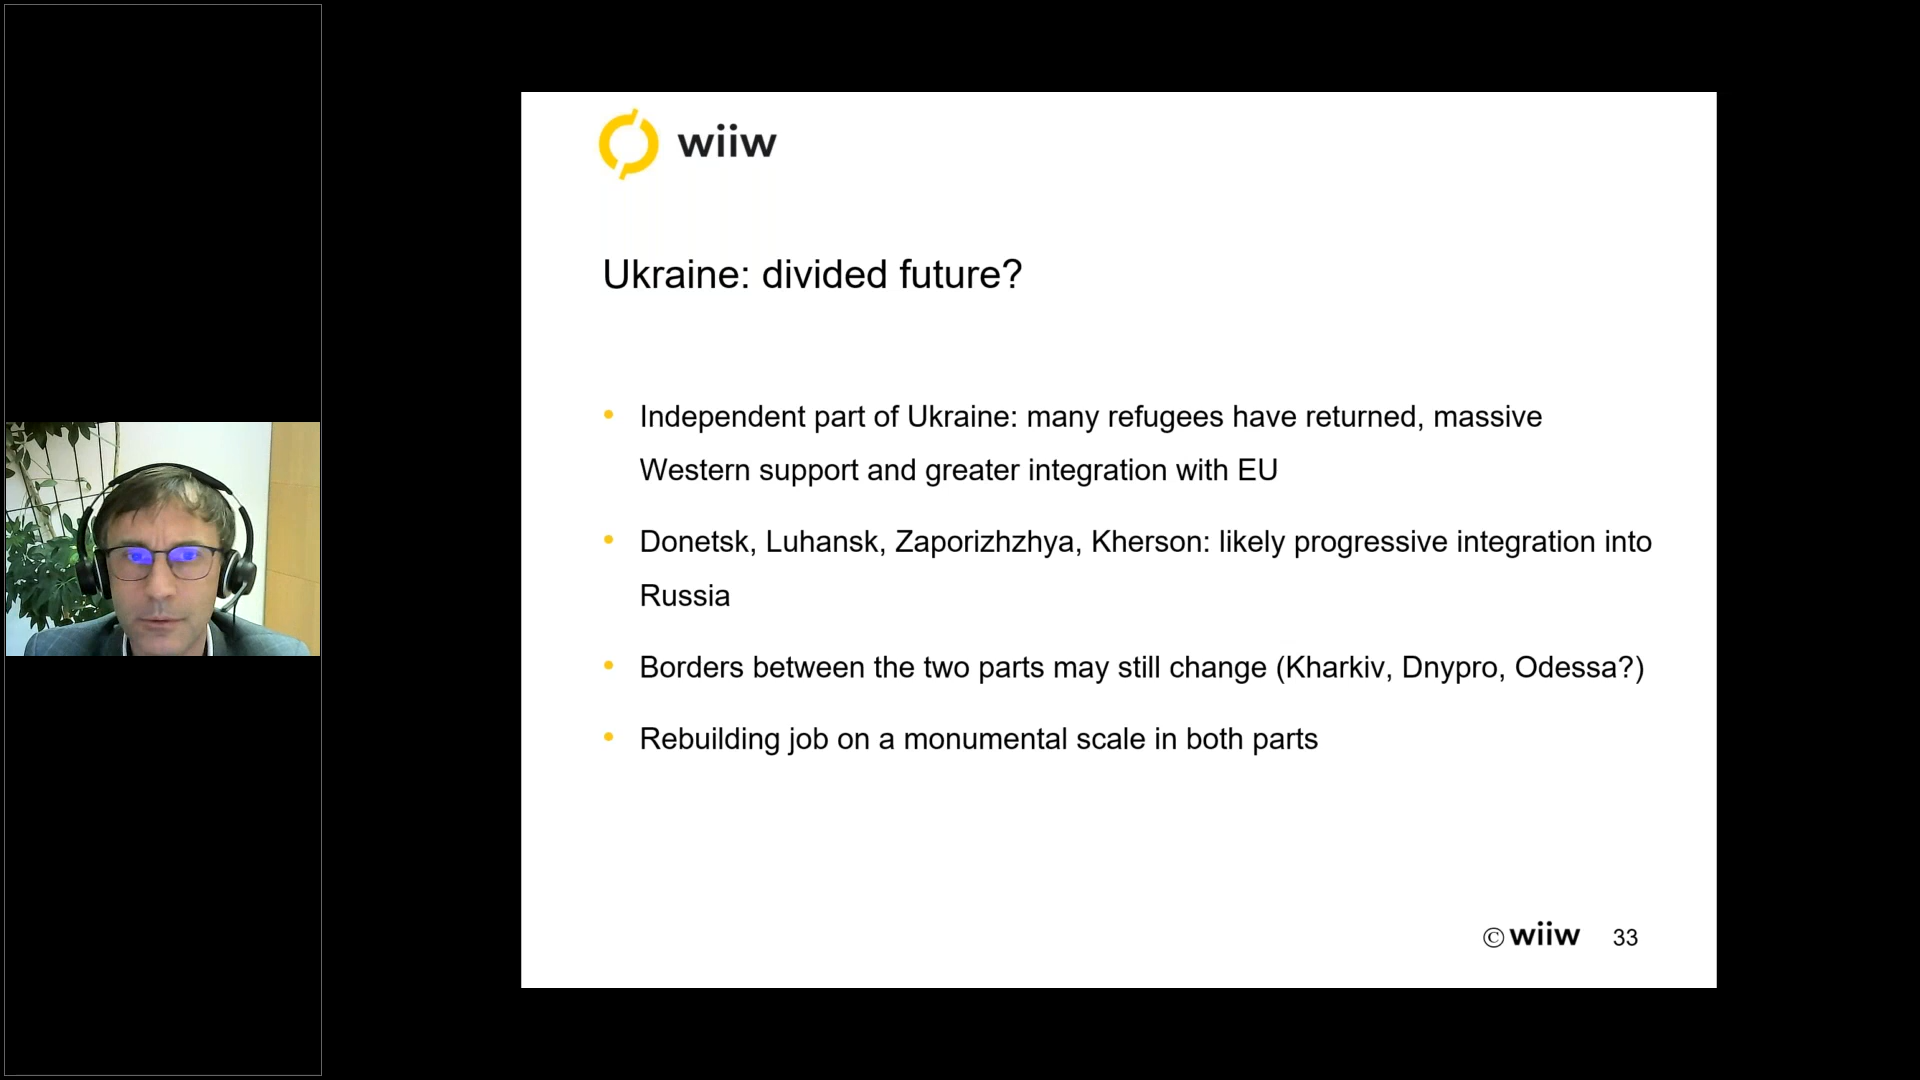 wiiw
Ukraine: divided future?
• Independent part of Ukraine: many refugees have returned, massive
Western support and greater integration with EU
• Donetsk, Luhansk, Zaporizhzhya, Kherson: likely progressive integration into
Russia
• Borders between the two parts may still change (Kharkiv, Dnypro, Odessa?)
• Rebuilding job on a monumental scale in both parts
© wiiw 33